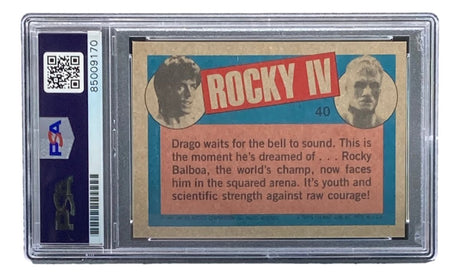 ROCKY IV
40
Drago waits for the bell to sound. This is
the moment he's dreamed of . . . Rocky
Balboa, the world's champ, now faces
him in the squared arena. It's youth and
scientific strength against raw courage!
PSA
85009170
PSA